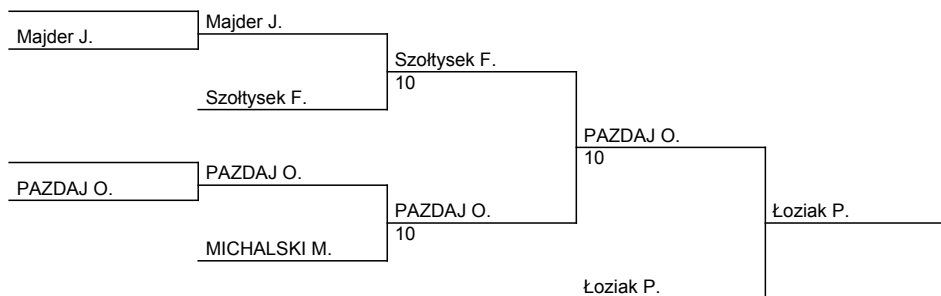 Majder J.
Majder J.
Szołtysek F.
10
Szołtysek F.
PAZDAJ O.
10
PAZDAJ O.
PAZDAJ O.
PAZDAJ O.
10
Łoziak P.
MICHALSKI M.
Łoziak P.